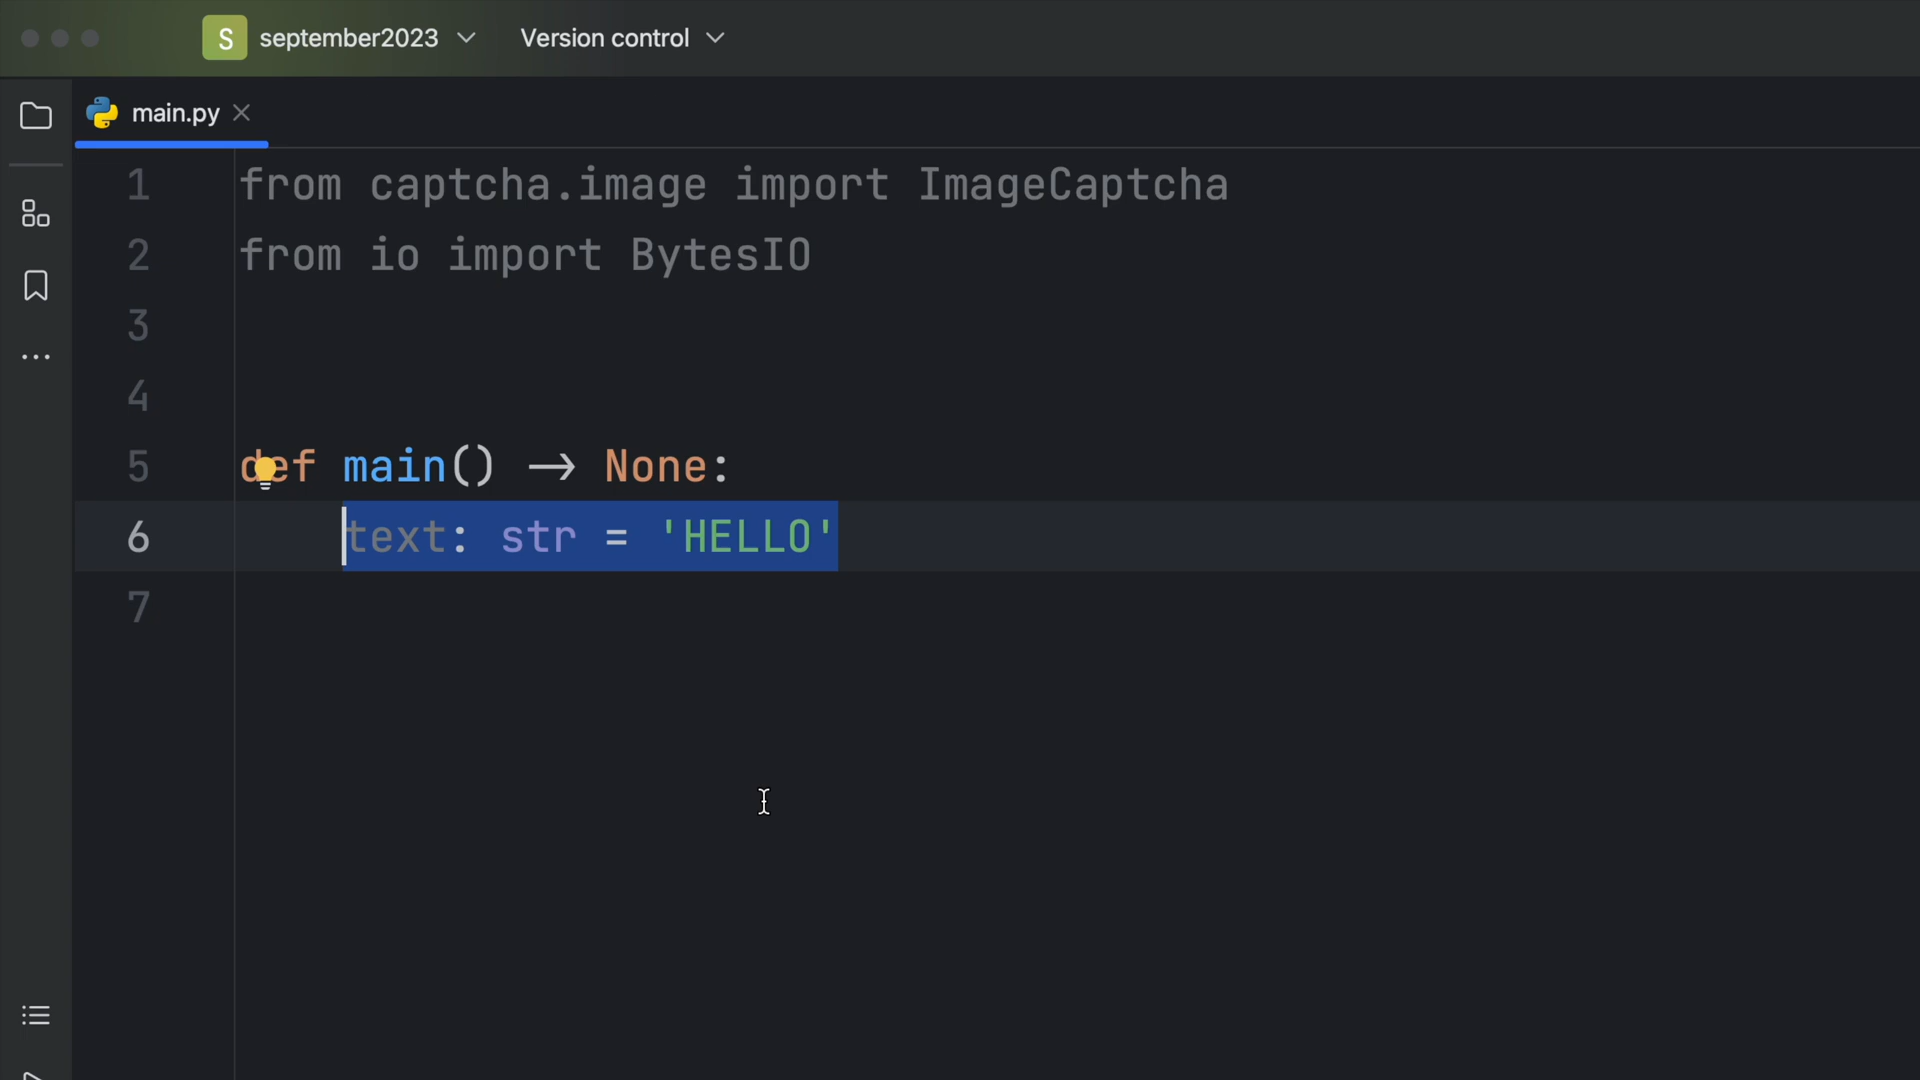 S september2023 Version control
main.py
1 from captcha.image import ImageCaptcha
2 from io import BytesIO
3
4
5 def main() -> None:
6 text: str = 'HELLO'
7